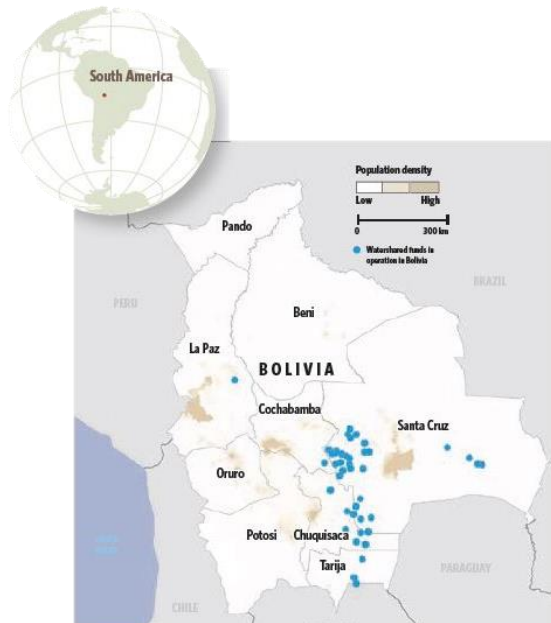 South America
Population density
Low High
0 300 km
Watershared funds in
operation in Bolivia
Pando
PERU
BRAZIL
Beni
La Paz
BOLIVIA
Cochabamba
Santa Cruz
Oruro
Potosi
Chuquisaca
Tarija
PARAGUAY
CHILE